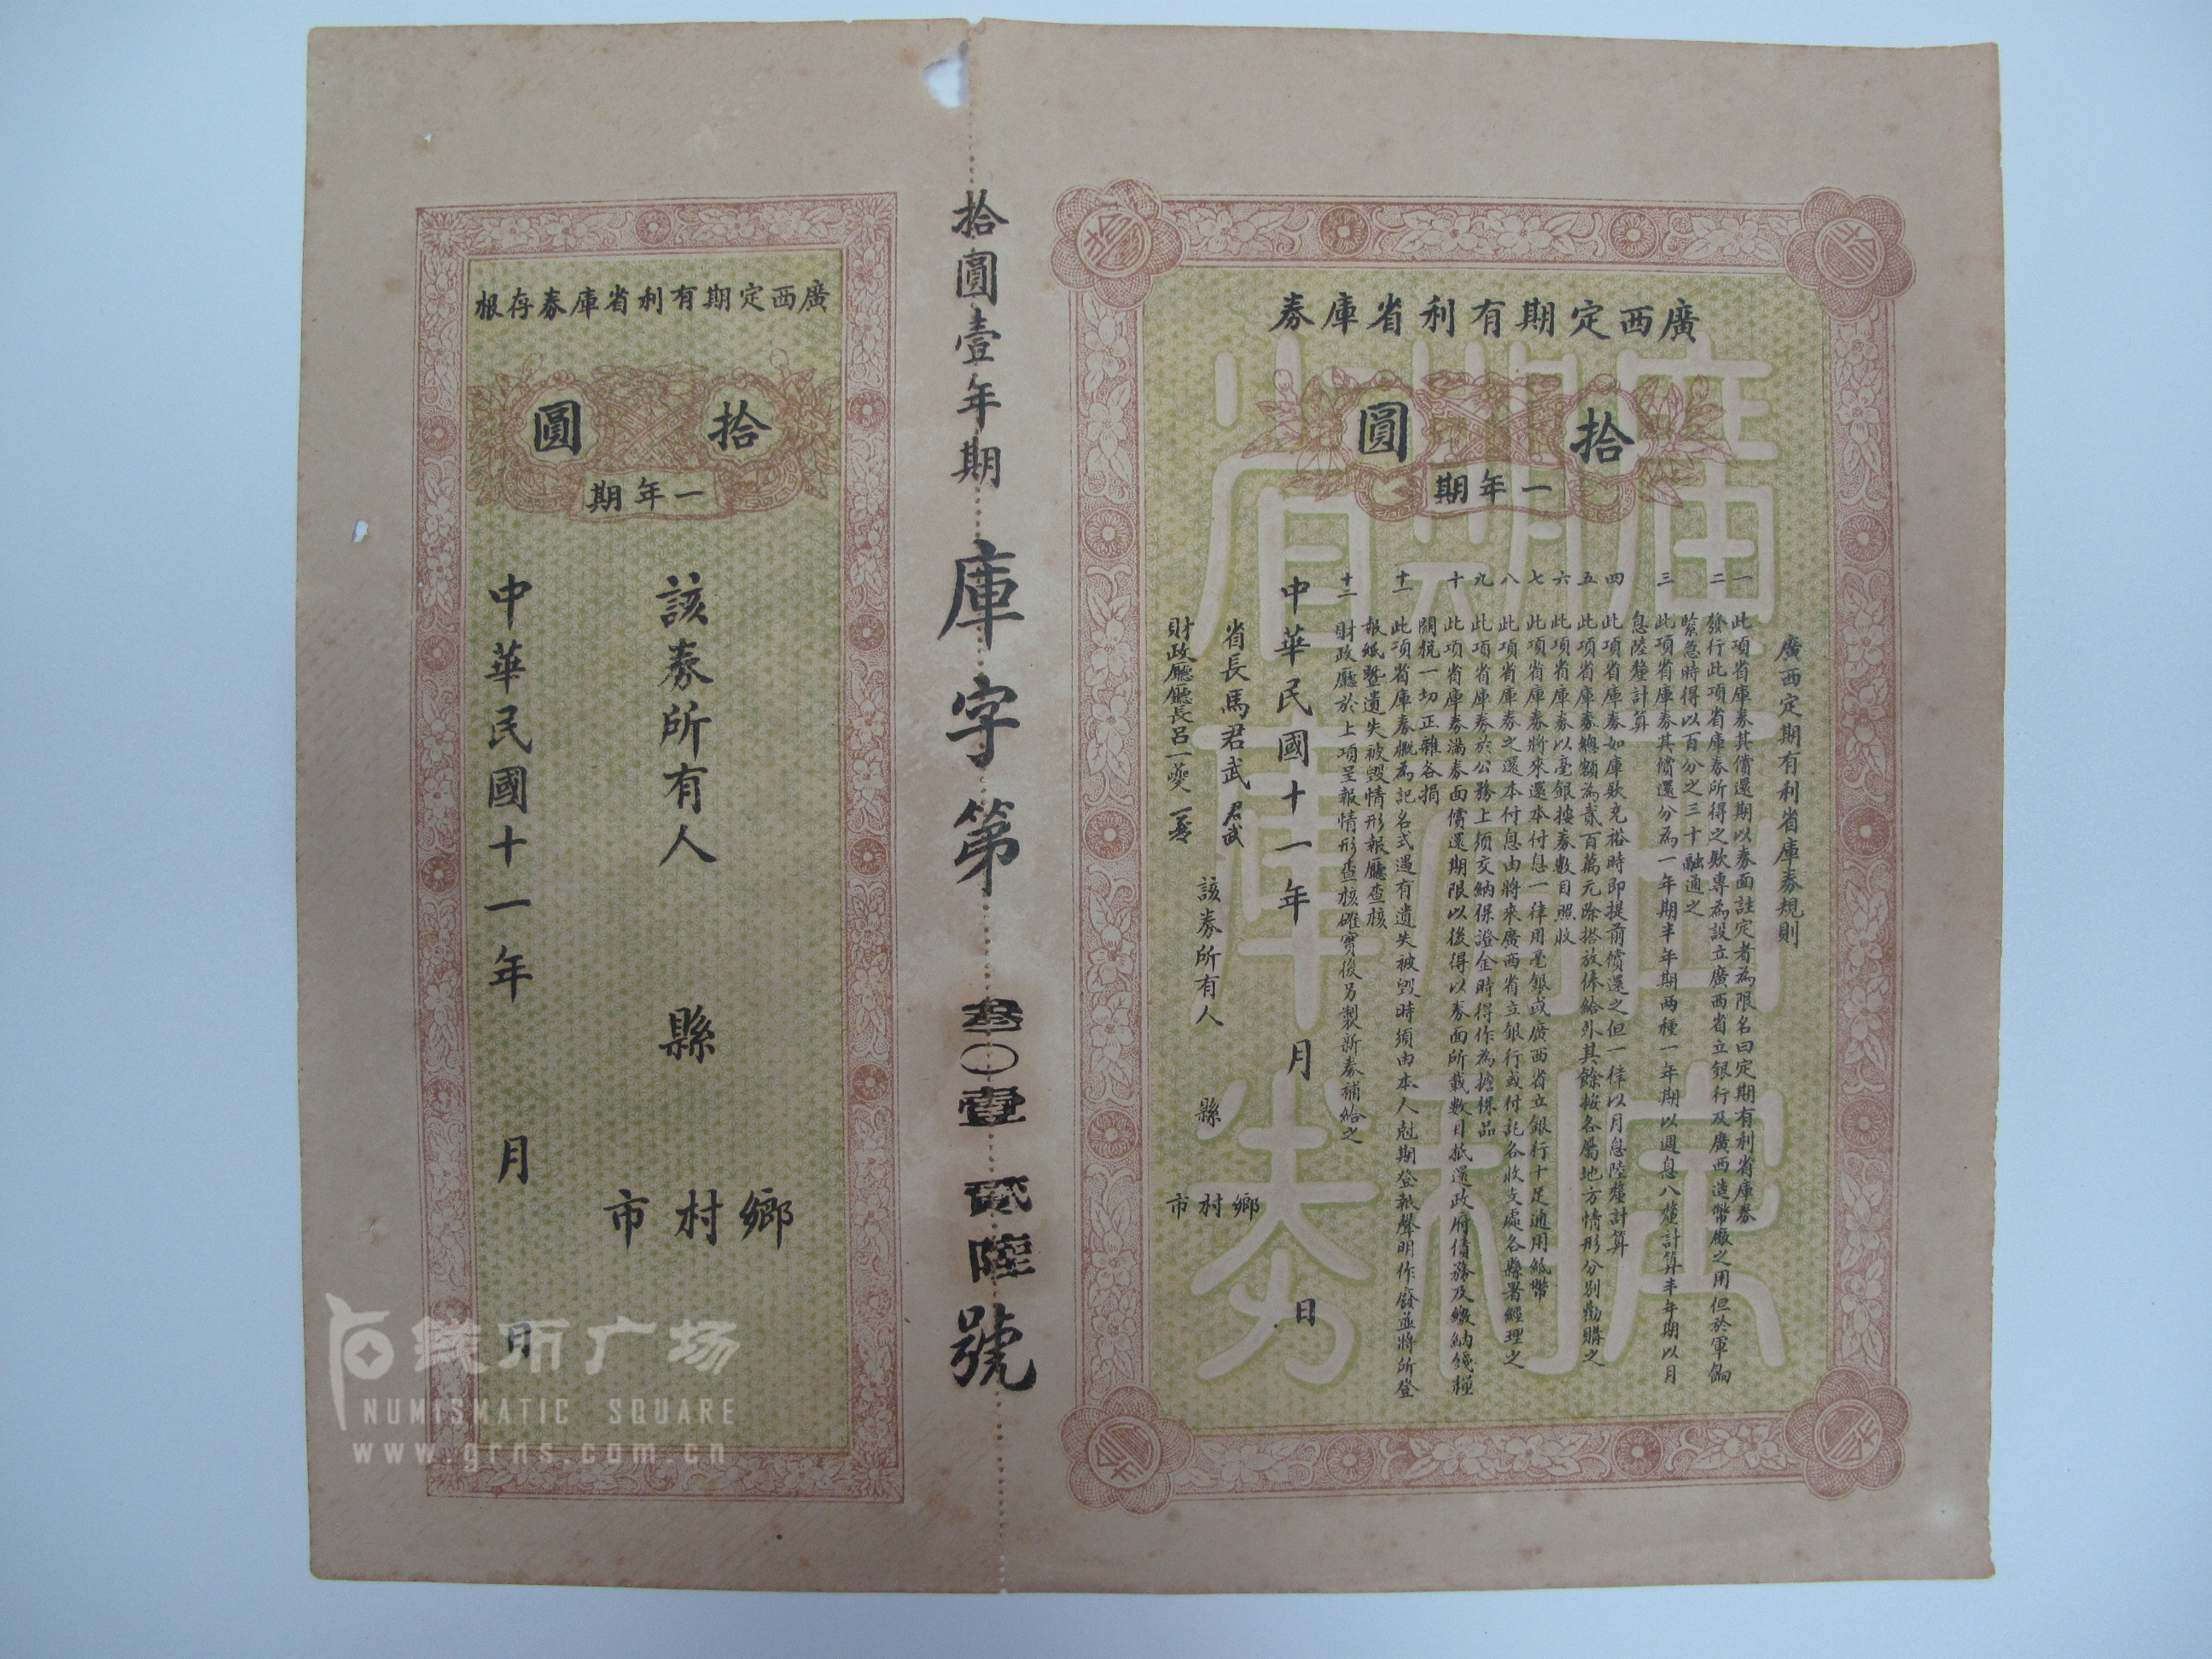 廣西定期有利省庫券
拾圓
一年期
廣西定期有利省庫券規則
一 此項省庫券其償還期以券面註定者為限名曰定期有利省庫券
二 發行此項省庫券所得之欵專為設立廣西省立銀行及廣西造幣廠之用但於軍餉
緊急時得以百分之三十融通之
三 此項省庫券其償還分為一年期半年期两種一年期以週息八釐計算半年期以月
息陸釐計算
四 此項省庫券如庫欵充裕時即提前償還之但一律以月息陸釐計算
五 此項省庫券總額為貳百萬元除搭放俸給外其餘按各屬地方情形分別勸購之
六 此項省庫券以毫銀按券數目照收
七 此項省庫券將來還本付息一律用毫銀或廣西省立銀行十足通用紙幣
八 此項省庫券之還本付息由將來廣西省立銀行或付託各收支處各縣署經理之
九 此項省庫券於公務上須交納保證金時得作為擔保品
十 此項省庫券滿券面償還期限以後得以券面所載數目抵還政府債務及繳納錢糧
關稅一切正雜各捐
十一 此項省庫券概為記名式遇有遺失被毀時須由本人尅期登報聲明作廢並將所登
報紙曁遺失被毀情形報廳查核
十二 財政廳於上項呈報情形查核確實後另製新券補給之
中華民國十一年 月 日
省長馬君武 君武
財政廳廳長呂一夔
該券所有人 縣 鄉村市
拾圓壹年期 庫字第叁〇壹貳陸號
廣西定期有利省庫券存根
拾圓
一年期
該券所有人 縣 鄉村市
中華民國十一年 月 日
钱币广场
NUMISMATIC SQUARE
www.grns.com.cn